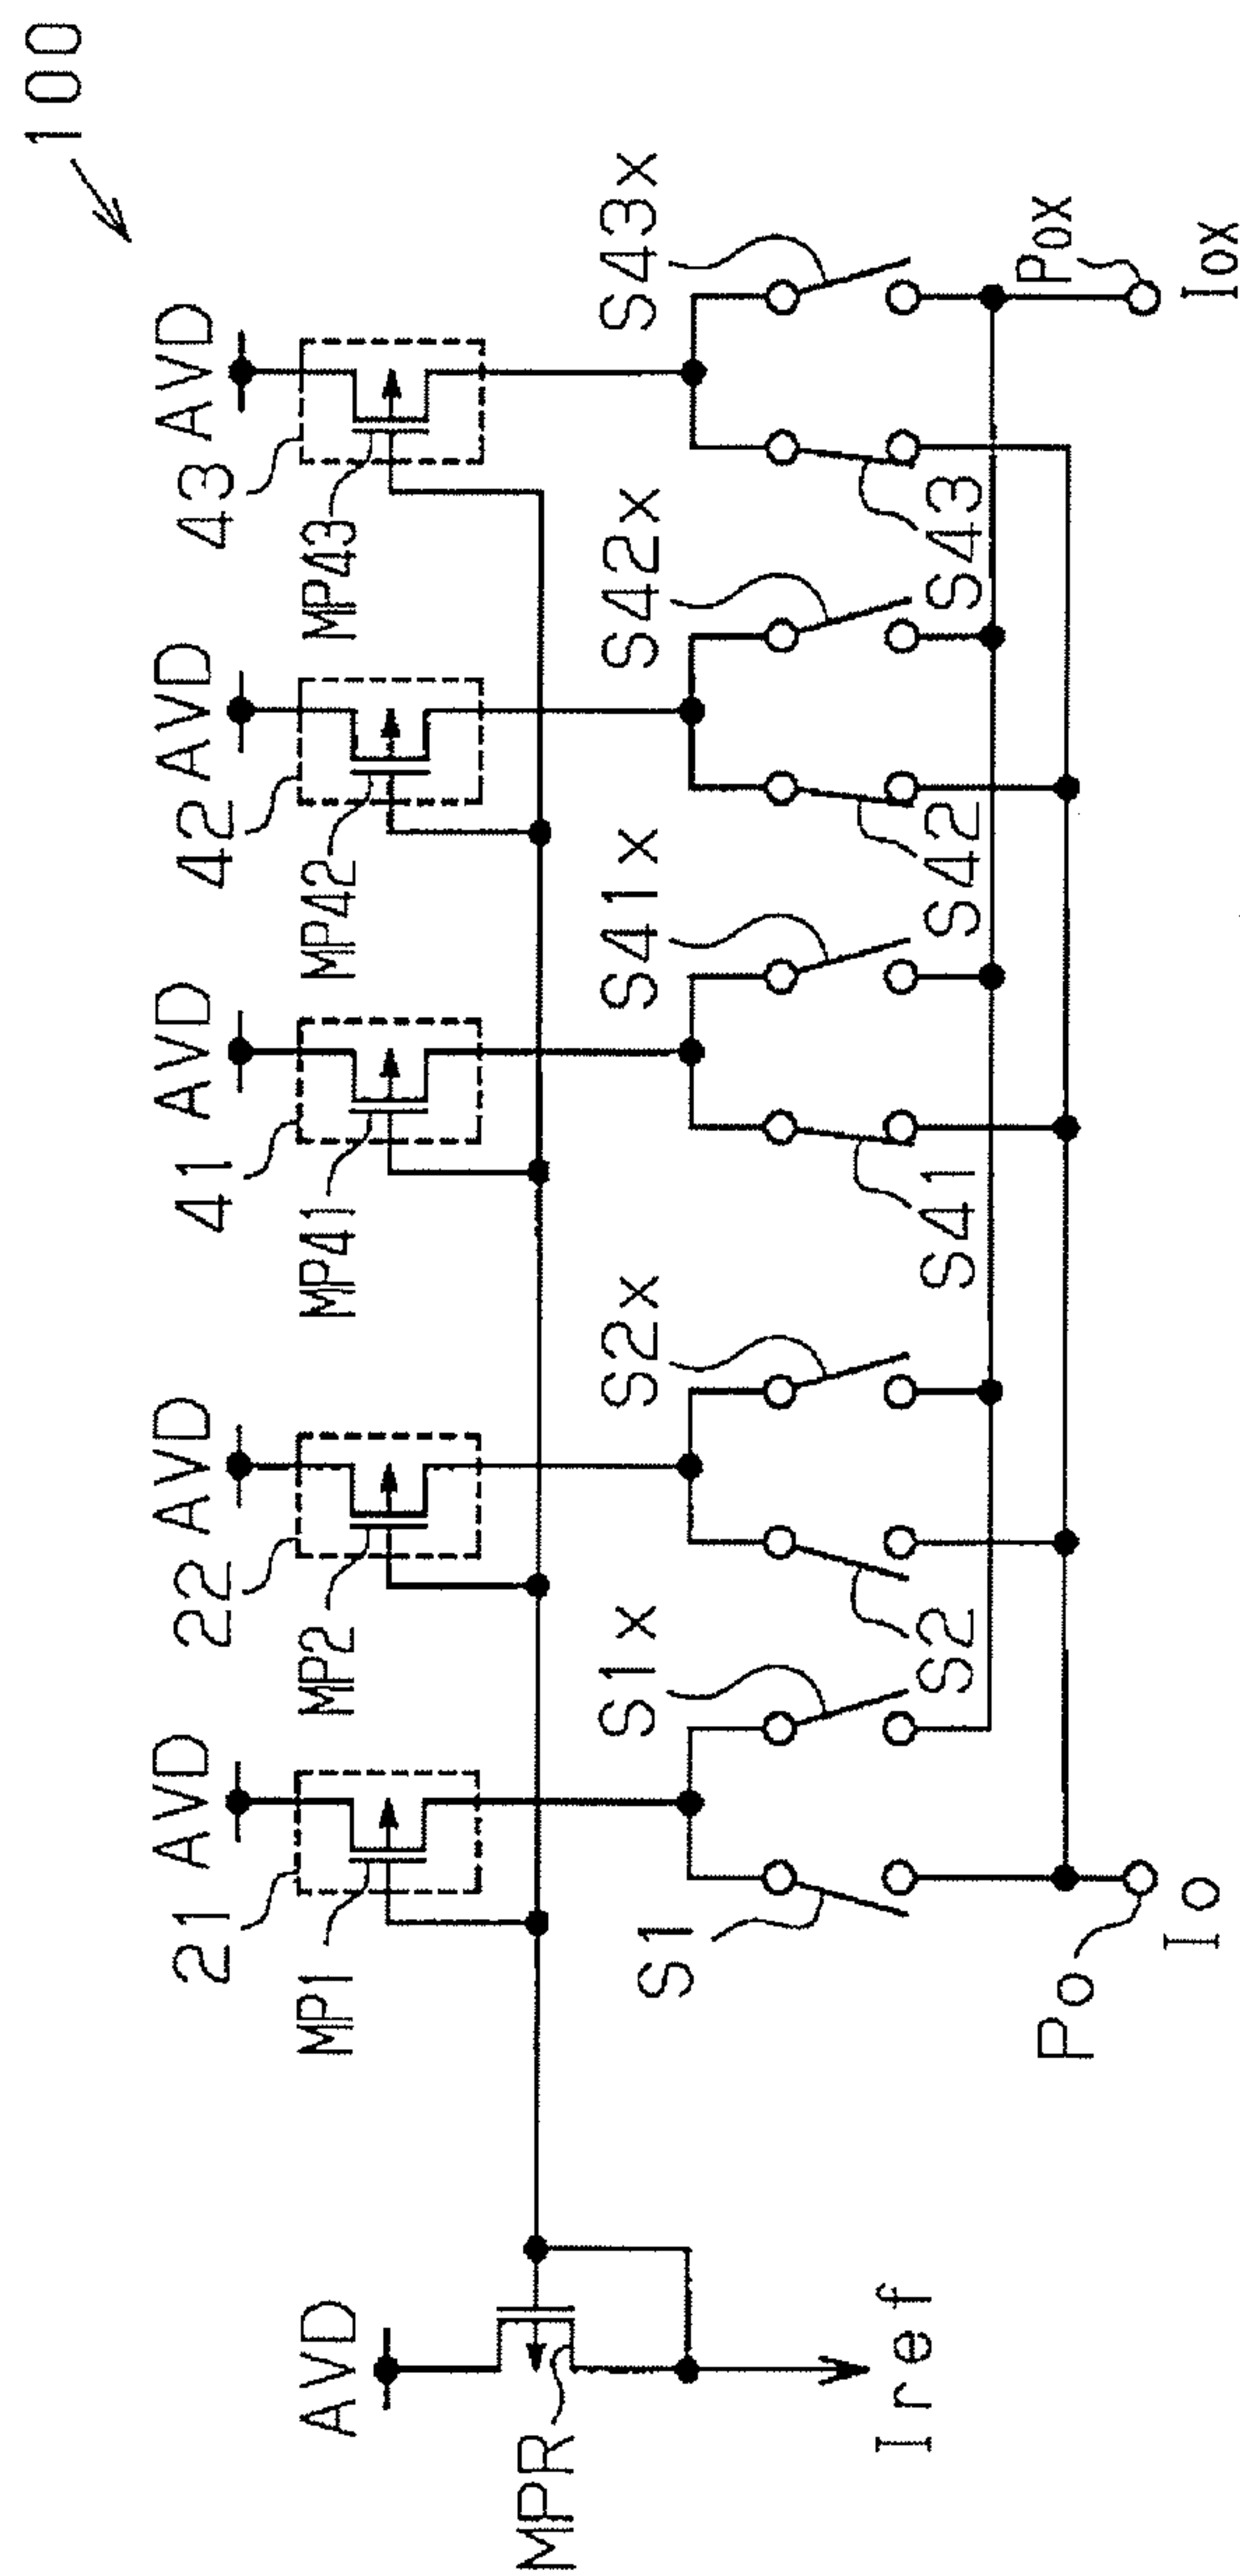 100
AVD
AVD
AVD
AVD
AVD
AVD
21
22
41
42
43
MP1
MP2
MP41
MP42
MP43
MPR
Iref
S1
S1x
S2
S2x
S41
S41x
S42
S42x
S43
S43x
Po
Io
Pox
Iox